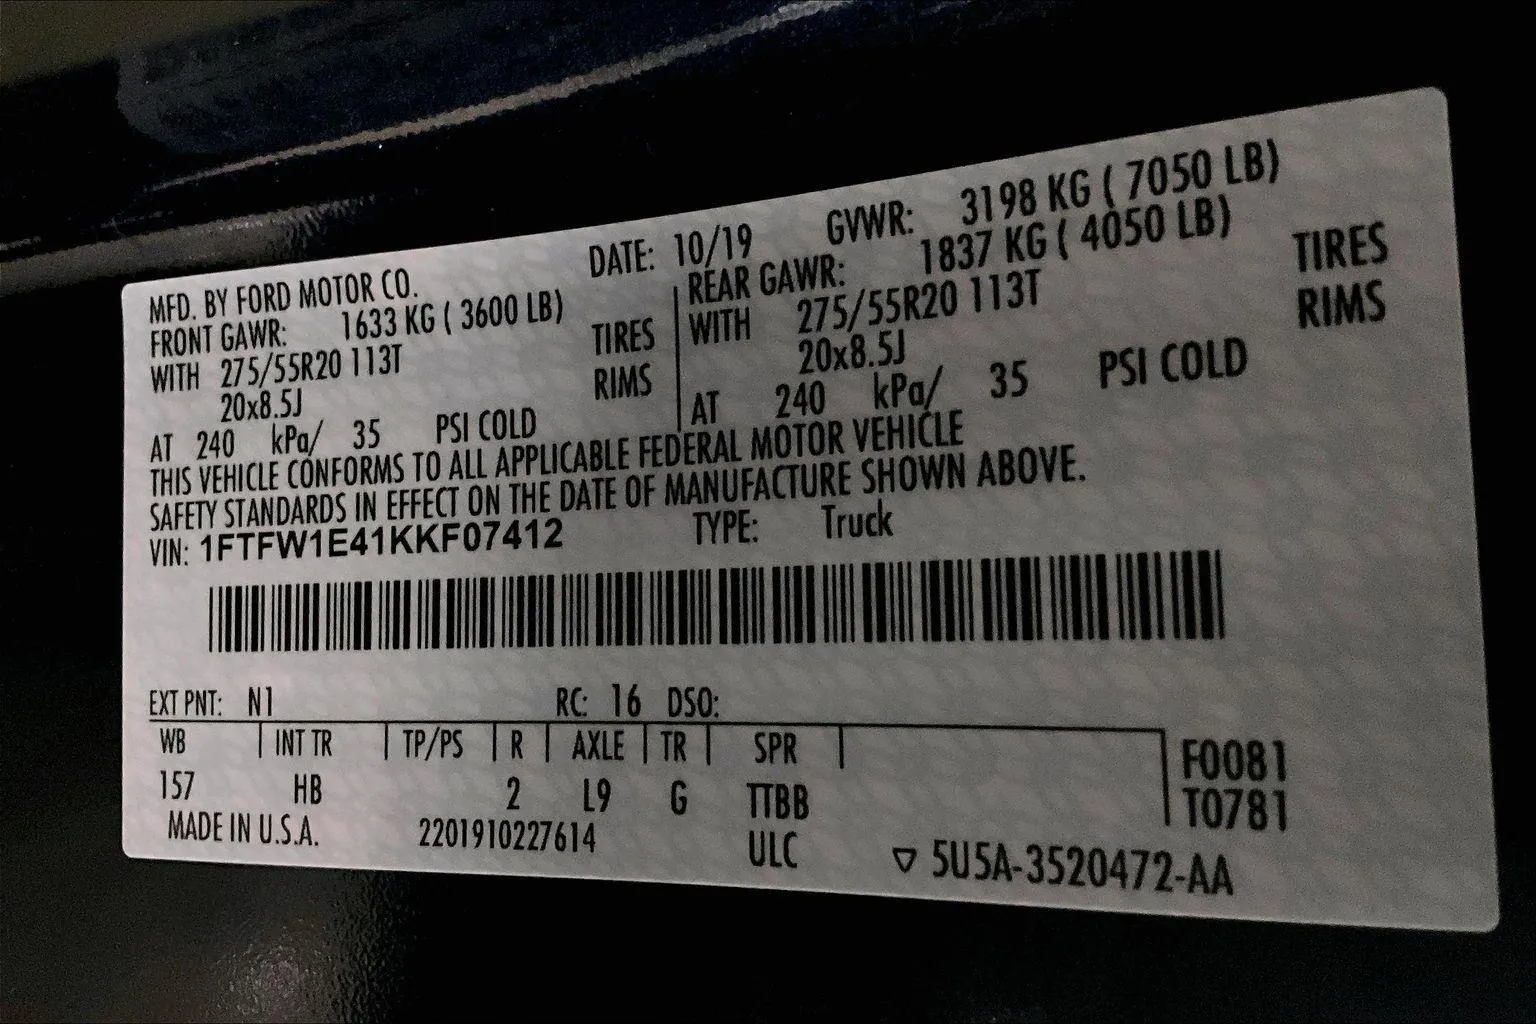 MFD. BY FORD MOTOR CO. DATE: 10/19 GVWR: 3198 KG ( 7050 LB)
FRONT GAWR: 1633 KG ( 3600 LB) REAR GAWR: 1837 KG ( 4050 LB)
WITH 275/55R20 113T TIRES WITH 275/55R20 113T TIRES
20x8.5J RIMS 20x8.5J RIMS
AT 240 kPa/ 35 PSI COLD AT 240 kPa/ 35 PSI COLD
THIS VEHICLE CONFORMS TO ALL APPLICABLE FEDERAL MOTOR VEHICLE
SAFETY STANDARDS IN EFFECT ON THE DATE OF MANUFACTURE SHOWN ABOVE.
VIN: 1FTFW1E41KKF07412 TYPE: Truck
EXT PNT: N1 RC: 16 DSO:
WB INT TR TP/PS R AXLE TR SPR F0081
157 HB 2 L9 G TTBB T0781
MADE IN U.S.A. 2201910227614 ULC ▽ 5U5A-3520472-AA